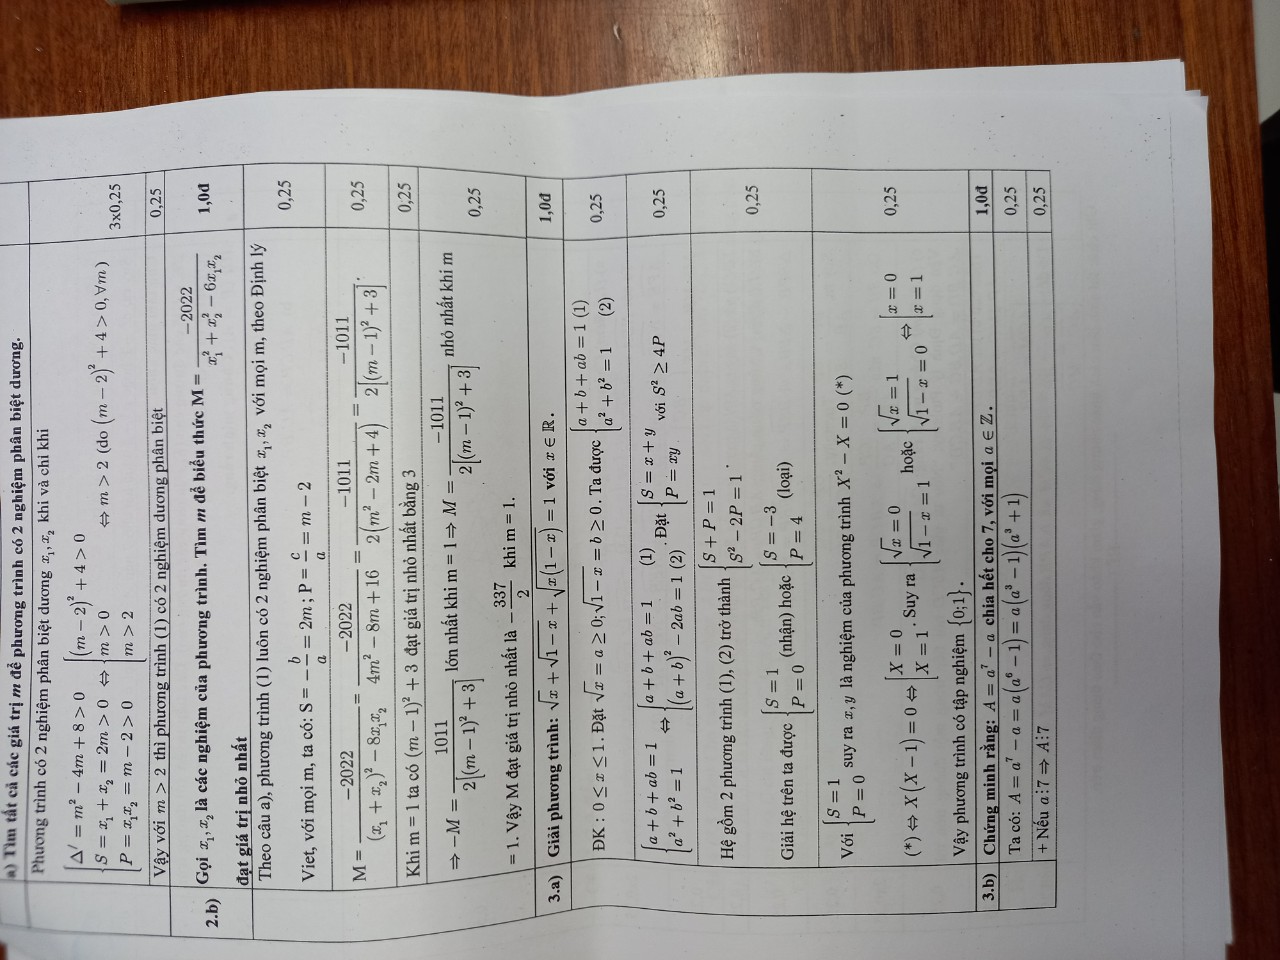 a) Tìm tất cả các giá trị m để phương trình có 2 nghiệm phân biệt dương.
Phương trình có 2 nghiệm phân biệt dương x₁, x₂ khi và chỉ khi
{Δ' = m² − 4m + 8 > 0; S = x₁ + x₂ = 2m > 0; P = x₁x₂ = m − 2 > 0 ⇔ {(m − 2)² + 4 > 0; m > 0; m > 2 ⇔ m > 2 (do (m − 2)² + 4 > 0, ∀m) 3x0,25
Vậy với m > 2 thì phương trình (1) có 2 nghiệm dương phân biệt 0,25
2.b) Gọi x₁, x₂ là các nghiệm của phương trình. Tìm m để biểu thức M = −2022/(x₁² + x₂² − 6x₁x₂) 1,0đ
đạt giá trị nhỏ nhất
Theo câu a), phương trình (1) luôn có 2 nghiệm phân biệt x₁, x₂ với mọi m, theo Định lý
Viet, với mọi m, ta có: S = −b/a = 2m ; P = c/a = m − 2 0,25
M = −2022/((x₁ + x₂)² − 8x₁x₂) = −2022/(4m² − 8m + 16) = −1011/(2(m² − 2m + 4)) = −1011/(2[(m − 1)² + 3]). 0,25
Khi m = 1 ta có (m − 1)² + 3 đạt giá trị nhỏ nhất bằng 3 0,25
⇒ −M = 1011/(2[(m − 1)² + 3]) lớn nhất khi m = 1 ⇒ M = −1011/(2[(m − 1)² + 3]) nhỏ nhất khi m 0,25
= 1. Vậy M đạt giá trị nhỏ nhất là −337/2 khi m = 1.
3.a) Giải phương trình: √x + √(1 − x) + √(x(1 − x)) = 1 với x ∈ ℝ. 1,0đ
ĐK : 0 ≤ x ≤ 1. Đặt √x = a ≥ 0; √(1 − x) = b ≥ 0. Ta được {a + b + ab = 1 (1); a² + b² = 1 (2) 0,25
{a + b + ab = 1; a² + b² = 1 ⇔ {a + b + ab = 1 (1); (a + b)² − 2ab = 1 (2). Đặt {S = x + y; P = xy với S² ≥ 4P 0,25
Hệ gồm 2 phương trình (1), (2) trở thành {S + P = 1; S² − 2P = 1.
Giải hệ trên ta được {S = 1; P = 0 (nhận) hoặc {S = −3; P = 4 (loại) 0,25
Với {S = 1; P = 0 suy ra x, y là nghiệm của phương trình X² − X = 0 (*)
(*) ⇔ X(X − 1) = 0 ⇔ [X = 0; X = 1. Suy ra {√x = 0; √(1 − x) = 1 hoặc {√x = 1; √(1 − x) = 0 ⇔ [x = 0; x = 1 0,25
Vậy phương trình có tập nghiệm {0;1}.
3.b) Chứng minh rằng: A = a⁷ − a chia hết cho 7, với mọi a ∈ ℤ. 1,0đ
Ta có: A = a⁷ − a = a(a⁶ − 1) = a(a³ − 1)(a³ + 1) 0,25
+ Nếu a⋮7 ⇒ A⋮7 0,25